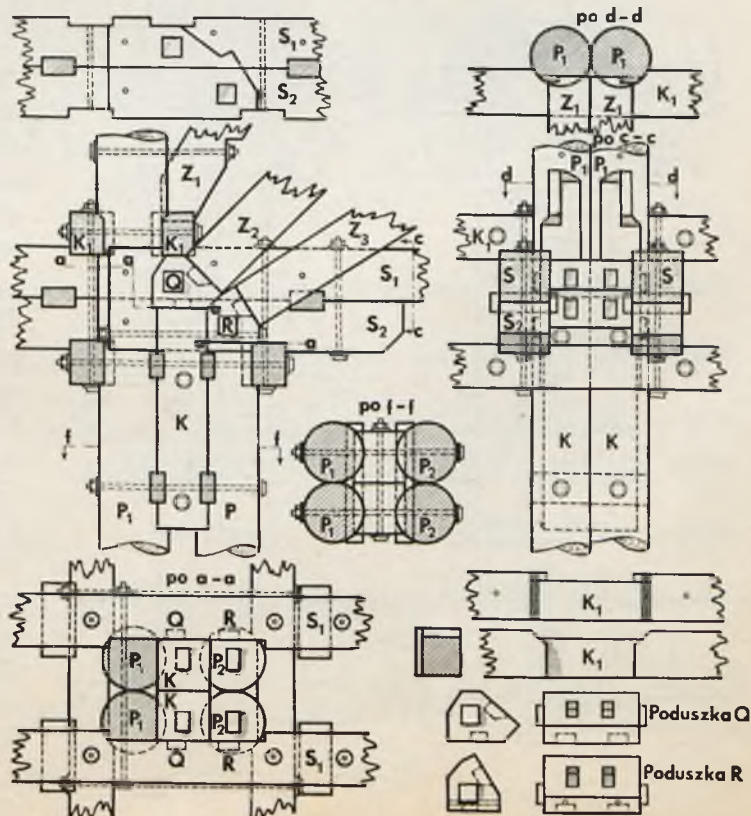 S₁
S₂
po d-d
P₁ P₁
Z₁ Z₁ K₁
po c-c
P₁ P₁
d d
K₁
S S
S₂
K K
Z₁
K₁ K₁
Z₂
Z₃
c
a a
Q
S₁
R
S₂
c
a
K
f f
P₁ P
po f-f
P₁ P₂
P₁ P₂
po a-a
Q R S₁
P₁ K P₂
P₁ K P₂
Q R S₁
K₁
K₁
Poduszka Q
Poduszka R